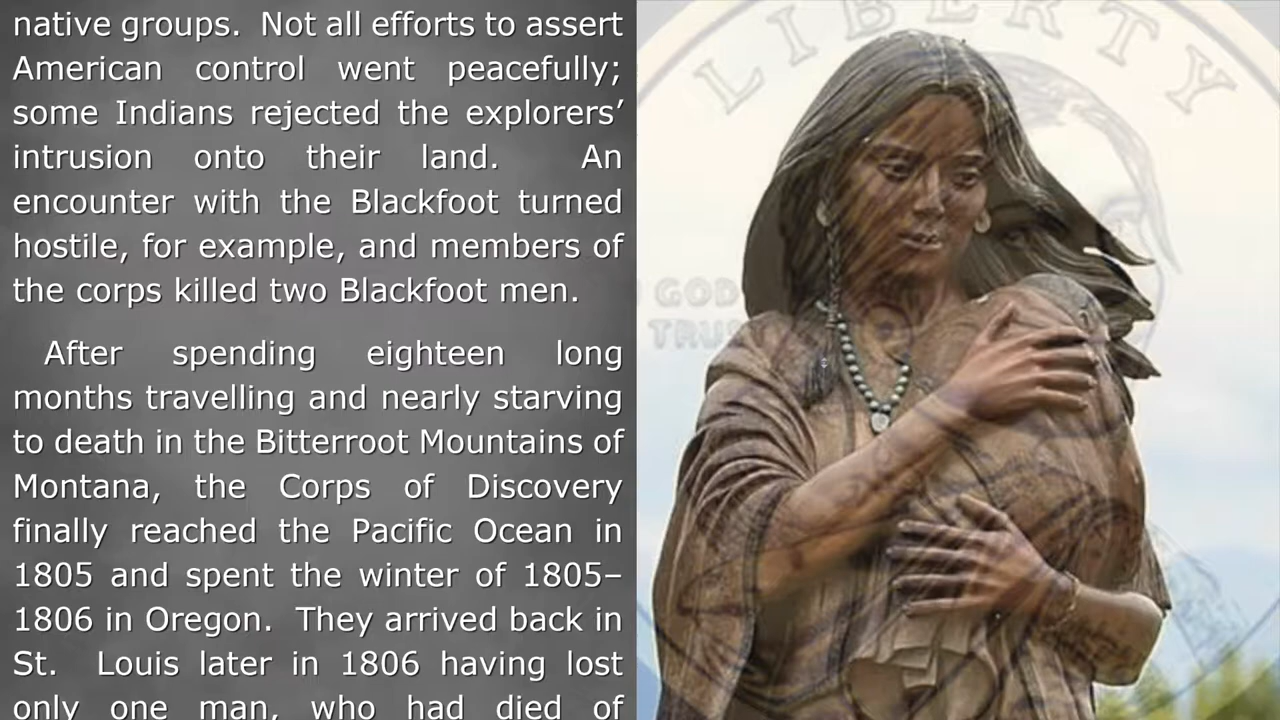 native groups.  Not all efforts to assert
American control went peacefully;
some Indians rejected the explorers’
intrusion onto their land.  An
encounter with the Blackfoot turned
hostile, for example, and members of
the corps killed two Blackfoot men.
After spending eighteen long
months travelling and nearly starving
to death in the Bitterroot Mountains of
Montana, the Corps of Discovery
finally reached the Pacific Ocean in
1805 and spent the winter of 1805–
1806 in Oregon.  They arrived back in
St.  Louis later in 1806 having lost
only one man, who had died of
LIBERTY
GOD
TRUST